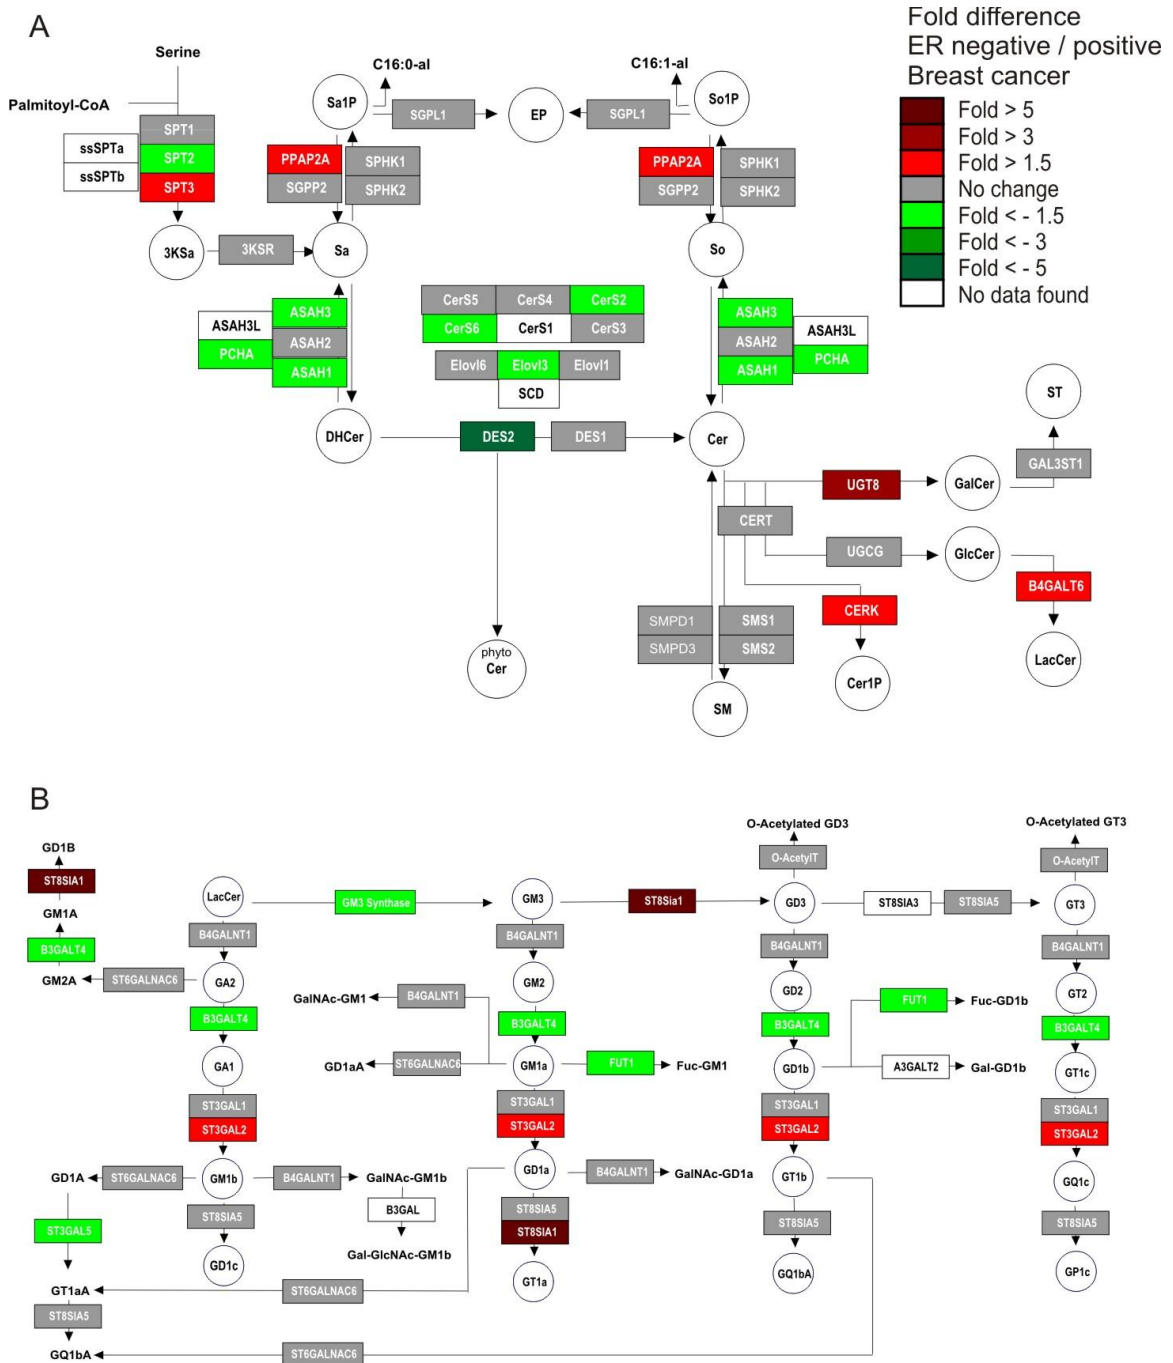 A
Fold difference
ER negative / positive
Breast cancer
Fold > 5
Fold > 3
Fold > 1.5
No change
Fold < - 1.5
Fold < - 3
Fold < - 5
No data found
Serine
Palmitoyl-CoA
C16:0-al
C16:1-al
Sa1P
SGPL1
EP
SGPL1
So1P
ssSPTa
ssSPTb
SPT1
SPT2
SPT3
PPAP2A
SGPP2
SPHK1
SPHK2
PPAP2A
SGPP2
SPHK1
SPHK2
3KSa
3KSR
Sa
So
ASAH3L
PCHA
ASAH3
ASAH2
ASAH1
CerS5
CerS4
CerS2
CerS6
CerS1
CerS3
Elovl6
Elovl3
Elovl1
SCD
ASAH3
ASAH2
ASAH1
ASAH3L
PCHA
DHCer
DES2
DES1
Cer
ST
GAL3ST1
UGT8
GalCer
CERT
UGCG
GlcCer
B4GALT6
CERK
SMPD1
SMPD3
SMS1
SMS2
phyto
Cer
SM
Cer1P
LacCer
B
GD1B
ST8SIA1
GM1A
B3GALT4
GM2A
ST6GALNAC6
LacCer
GM3 Synthase
GM3
ST8Sia1
O-Acetylated GD3
O-AcetylT
GD3
ST8SIA3
ST8SIA5
O-Acetylated GT3
O-AcetylT
GT3
B4GALNT1
GA2
B3GALT4
GA1
ST3GAL1
ST3GAL2
GM1b
ST8SIA5
GD1c
B4GALNT1
GM2
B3GALT4
GM1a
GalNAc-GM1
B4GALNT1
GD1aA
ST6GALNAC6
FUT1
Fuc-GM1
ST3GAL1
ST3GAL2
GD1a
B4GALNT1
GalNAc-GD1a
ST8SIA5
ST8SIA1
GT1a
B4GALNT1
GD2
B3GALT4
GD1b
FUT1
Fuc-GD1b
A3GALT2
Gal-GD1b
ST3GAL1
ST3GAL2
GT1b
ST8SIA5
GQ1bA
B4GALNT1
GT2
B3GALT4
GT1c
ST3GAL1
ST3GAL2
GQ1c
ST8SIA5
GP1c
GD1A
ST6GALNAC6
B4GALNT1
GalNAc-GM1b
B3GAL
Gal-GlcNAc-GM1b
ST3GAL5
GT1aA
ST6GALNAC6
ST8SIA5
GQ1bA
ST6GALNAC6